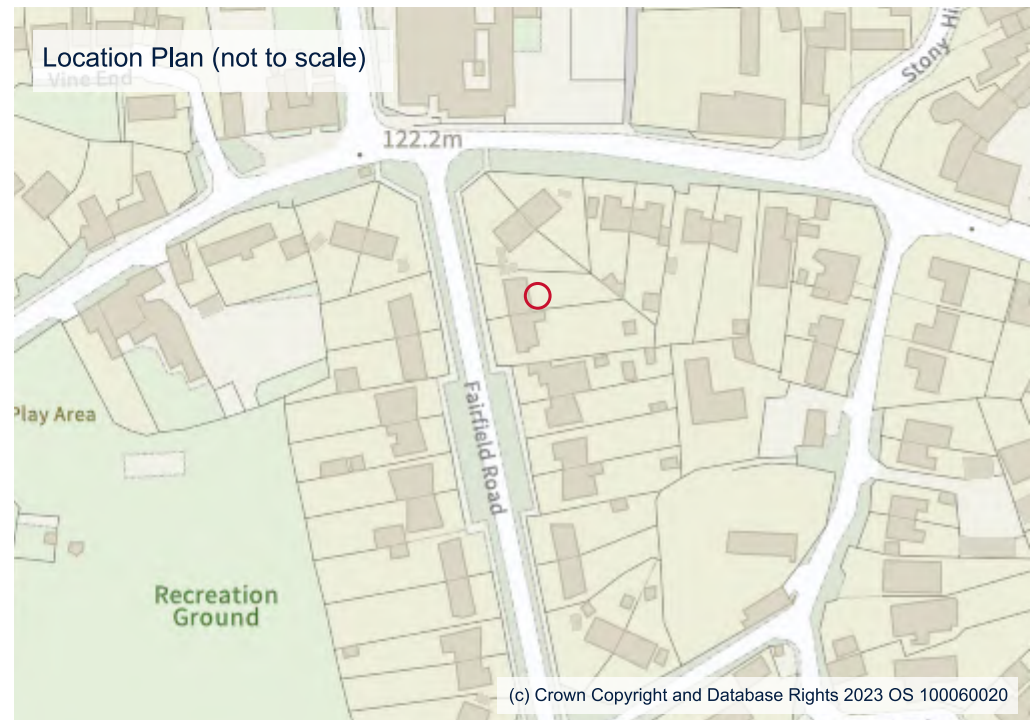 Location Plan (not to scale)
Vine End
Stony Hi
122.2m
Fairfield Road
Play Area
Recreation
Ground
(c) Crown Copyright and Database Rights 2023 OS 100060020